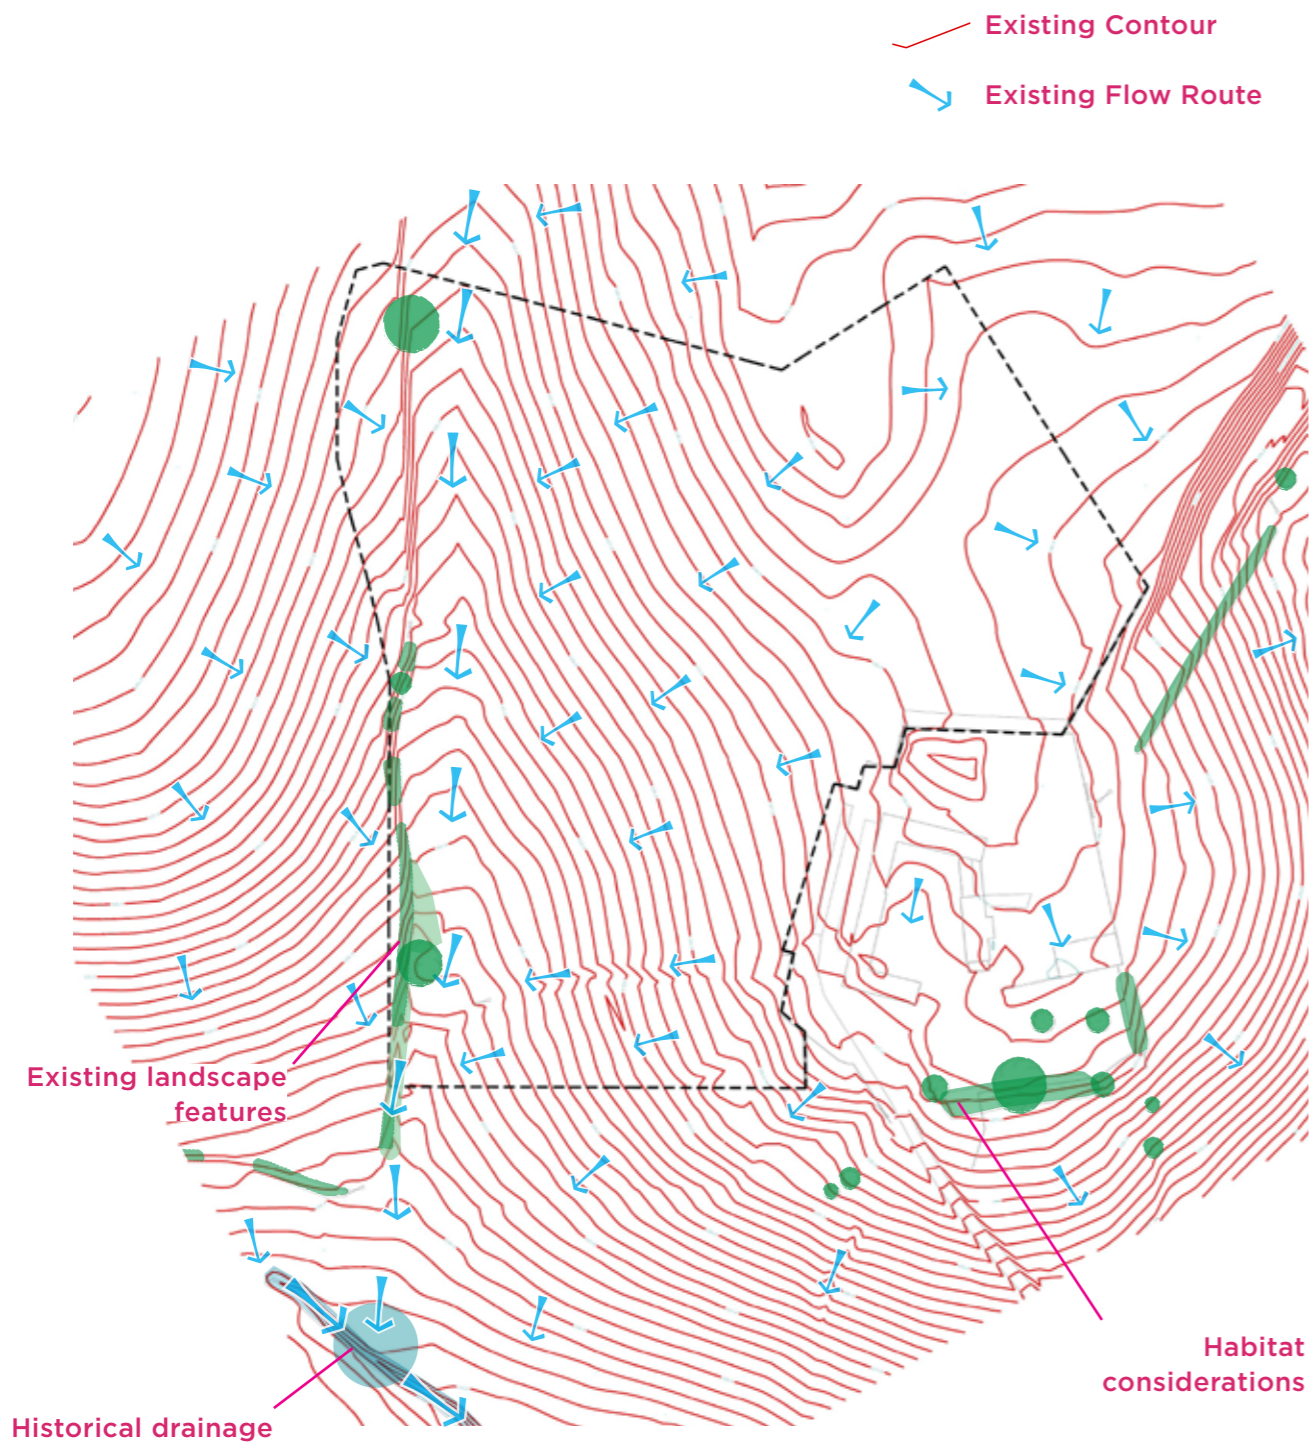 Existing Contour
Existing Flow Route
Existing landscape
features
Habitat
considerations
Historical drainage